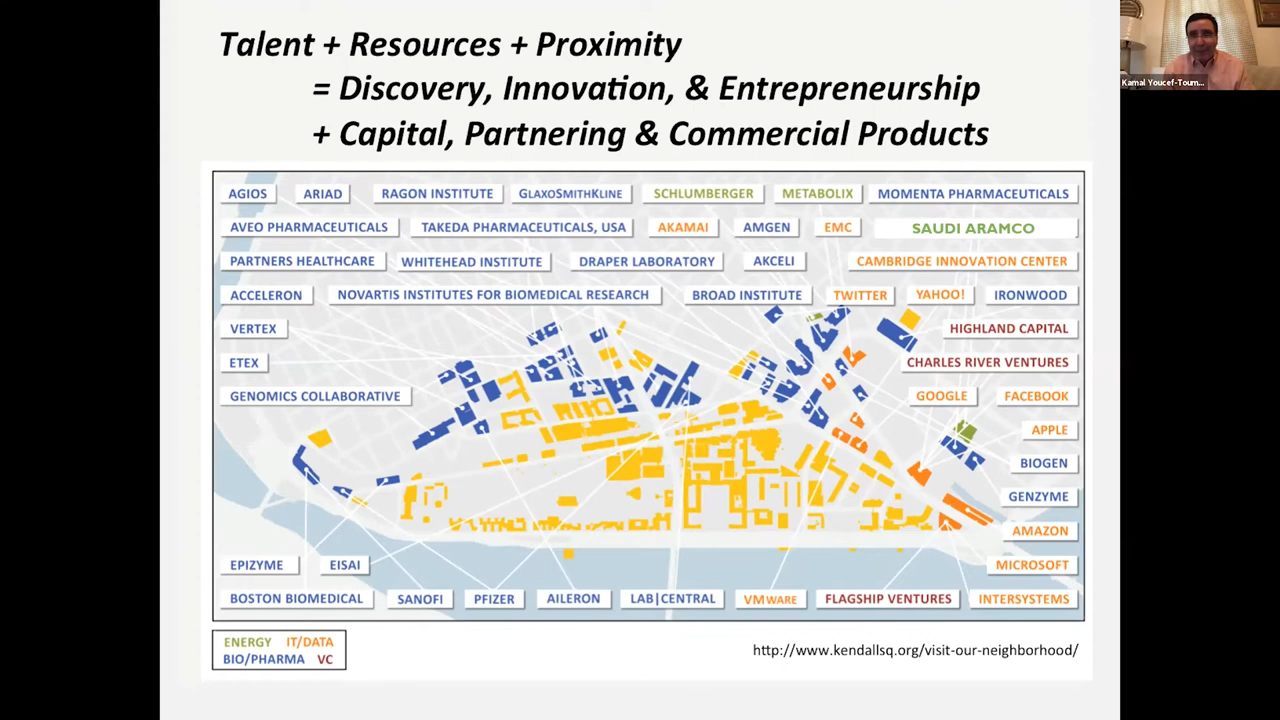 Talent + Resources + Proximity
= Discovery, Innovation, & Entrepreneurship
+ Capital, Partnering & Commercial Products
Kamal Youcef-Toum...
AGIOS ARIAD RAGON INSTITUTE GLAXOSMITHKLINE SCHLUMBERGER METABOLIX MOMENTA PHARMACEUTICALS
AVEO PHARMACEUTICALS TAKEDA PHARMACEUTICALS, USA AKAMAI AMGEN EMC SAUDI ARAMCO
PARTNERS HEALTHCARE WHITEHEAD INSTITUTE DRAPER LABORATORY AKCELI CAMBRIDGE INNOVATION CENTER
ACCELERON NOVARTIS INSTITUTES FOR BIOMEDICAL RESEARCH BROAD INSTITUTE TWITTER YAHOO! IRONWOOD
VERTEX HIGHLAND CAPITAL
ETEX CHARLES RIVER VENTURES
GENOMICS COLLABORATIVE GOOGLE FACEBOOK
APPLE
BIOGEN
GENZYME
AMAZON
EPIZYME EISAI MICROSOFT
BOSTON BIOMEDICAL SANOFI PFIZER AILERON LAB|CENTRAL VMWARE FLAGSHIP VENTURES INTERSYSTEMS
ENERGY IT/DATA
BIO/PHARMA VC
http://www.kendallsq.org/visit-our-neighborhood/